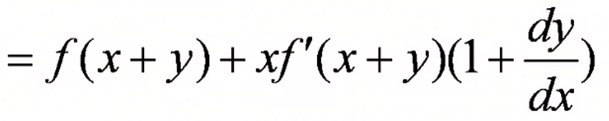 = f(x + y) + xf'(x + y)(1 + dy/dx)